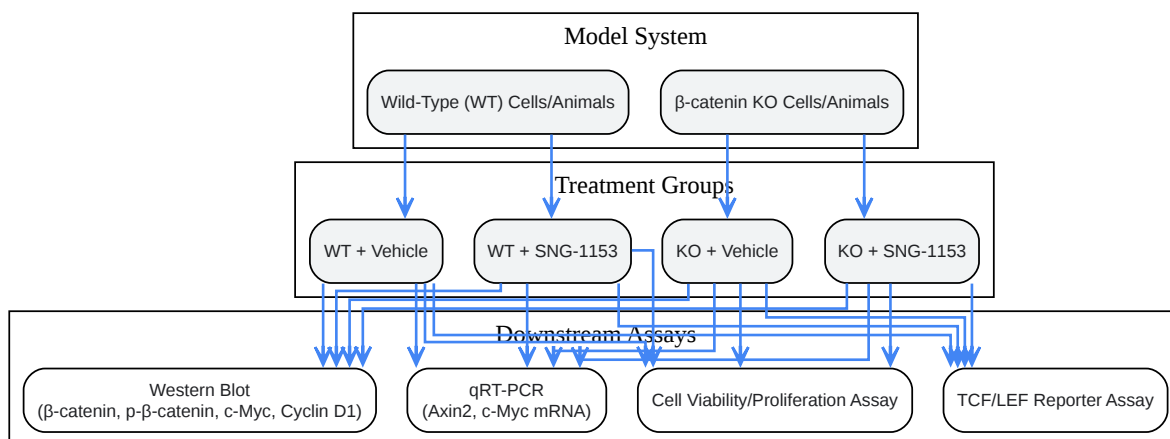 Model System
Wild-Type (WT) Cells/Animals
β-catenin KO Cells/Animals
Treatment Groups
WT + Vehicle
WT + SNG-1153
KO + Vehicle
KO + SNG-1153
Downstream Assays
Western Blot
(β-catenin, p-β-catenin, c-Myc, Cyclin D1)
qRT-PCR
(Axin2, c-Myc mRNA)
Cell Viability/Proliferation Assay
TCF/LEF Reporter Assay